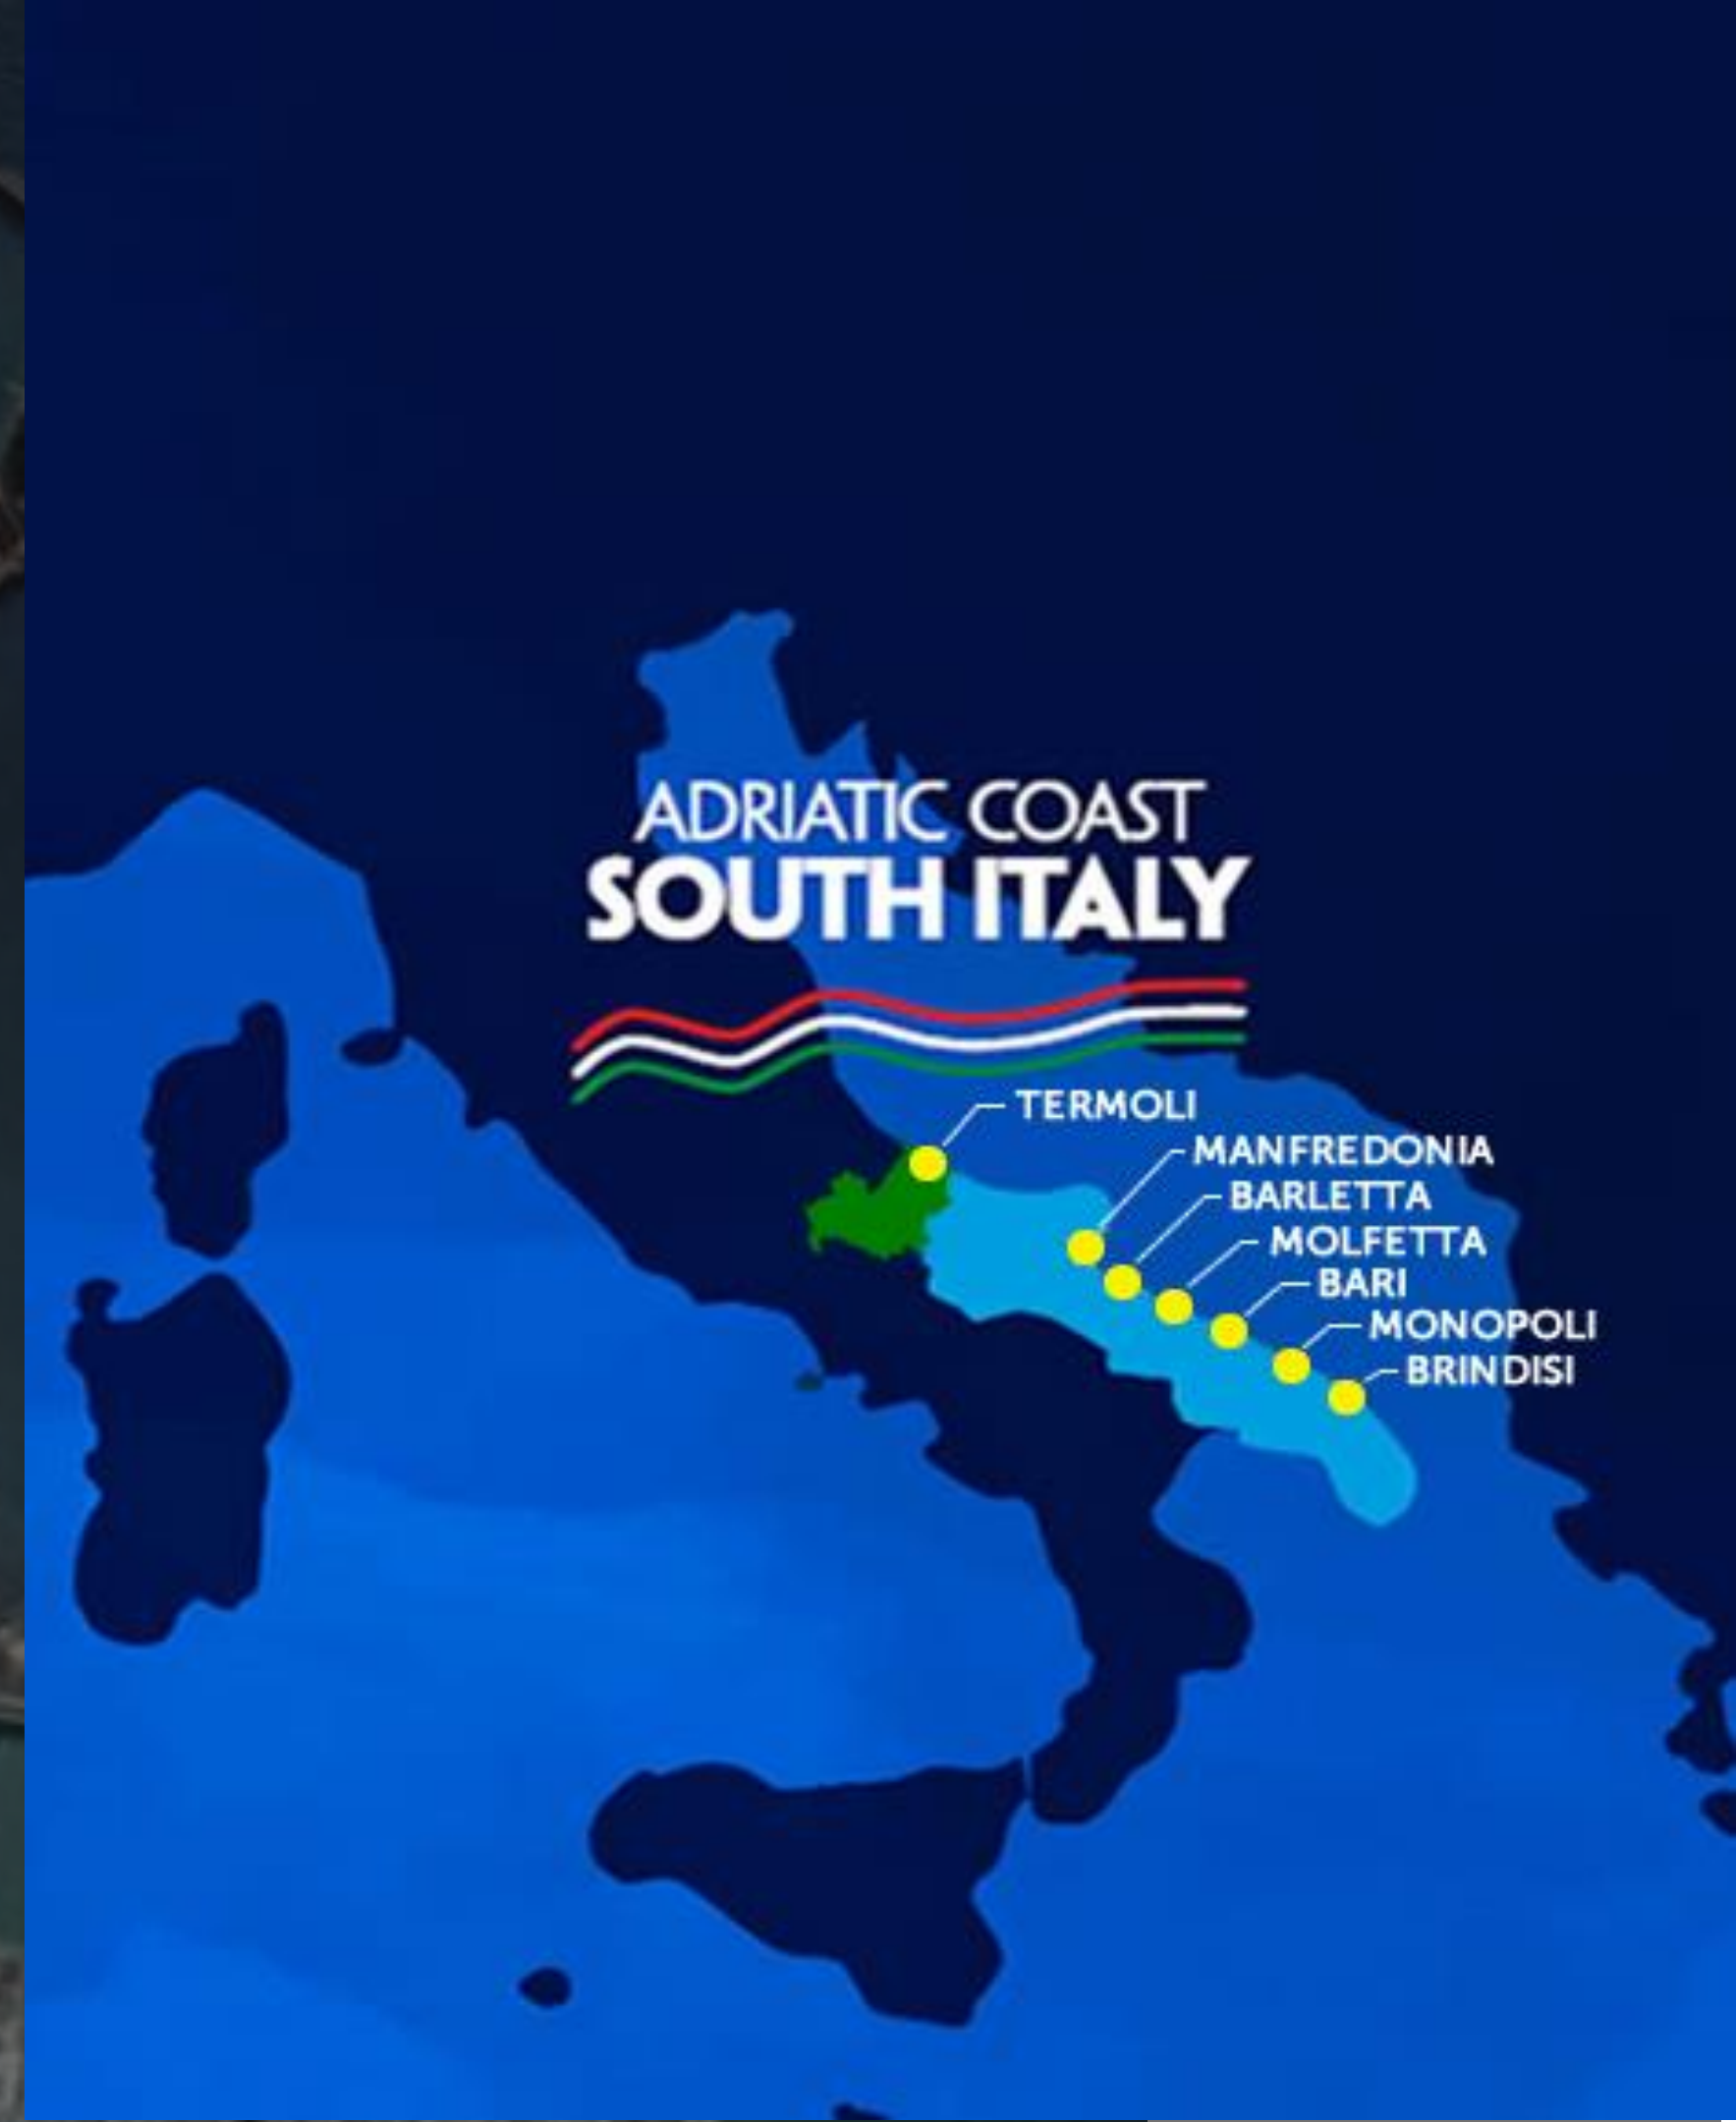 ADRIATIC COAST
SOUTH ITALY
TERMOLI
MANFREDONIA
BARLETTA
MOLFETTA
BARI
MONOPOLI
BRINDISI